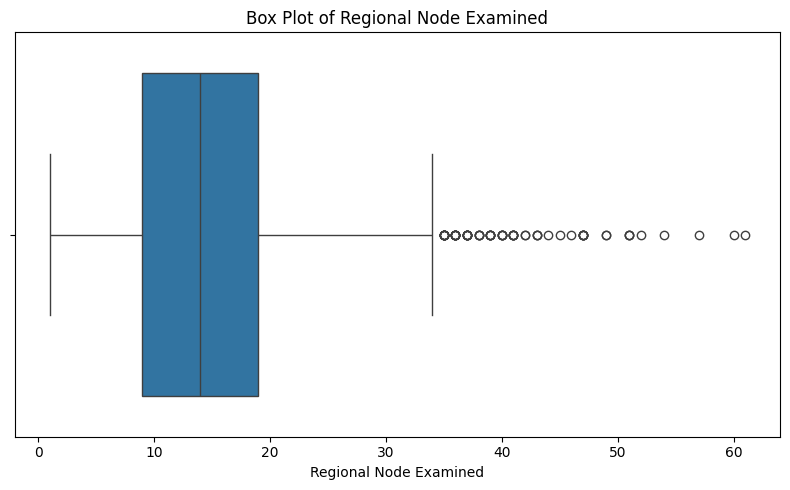 Box Plot of Regional Node Examined
0 10 20 30 40 50 60
Regional Node Examined